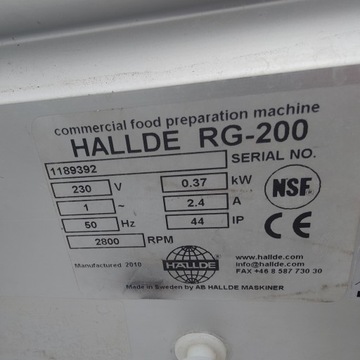 commercial food preparation machine
HALLDE RG-200
1189392 SERIAL NO.
230 V 0.37 kW
1 ~ 2.4 A
50 Hz 44 IP
2800 RPM
NSF
CE
HALLDE
www.hallde.com
info@hallde.com
FAX +46 8 587 730 30
Manufactured 2010
Made in Sweden by AB HALLDE MASKINER